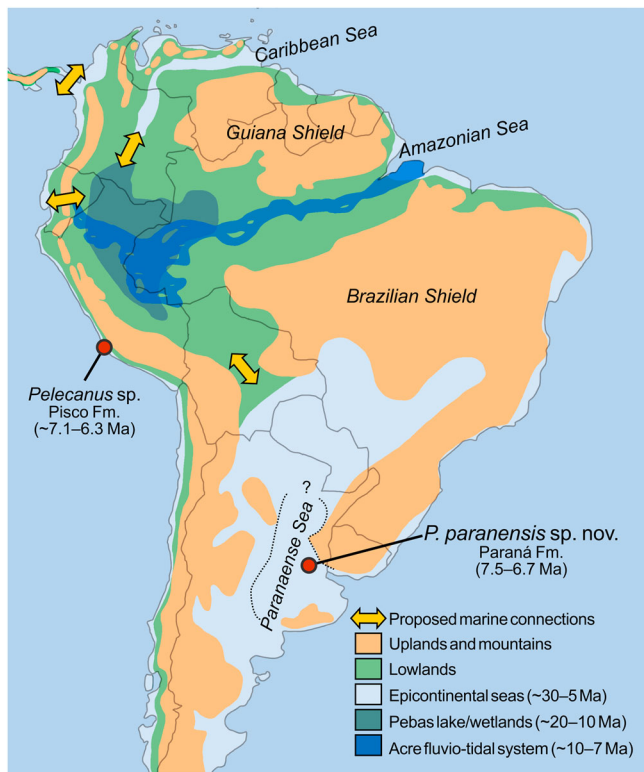 Caribbean Sea
Guiana Shield
Amazonian Sea
Brazilian Shield
Pelecanus sp.
Pisco Fm.
(~7.1–6.3 Ma)
?
Paranaense Sea
P. paranensis sp. nov.
Paraná Fm.
(7.5–6.7 Ma)
Proposed marine connections
Uplands and mountains
Lowlands
Epicontinental seas (~30–5 Ma)
Pebas lake/wetlands (~20–10 Ma)
Acre fluvio-tidal system (~10–7 Ma)